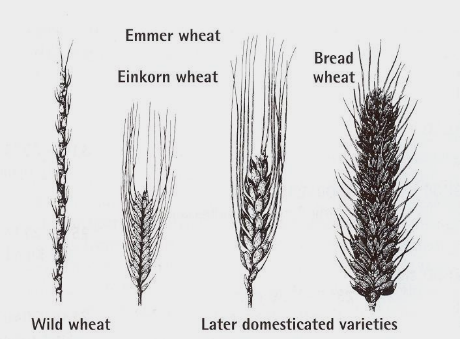 Emmer wheat
Einkorn wheat
Bread
wheat
Wild wheat
Later domesticated varieties